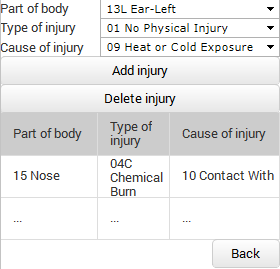 Part of body 13L Ear-Left
Type of injury 01 No Physical Injury
Cause of injury 09 Heat or Cold Exposure
Add injury
Delete injury
Part of body Type of injury Cause of injury
15 Nose 04C Chemical Burn 10 Contact With
... ... ...
Back